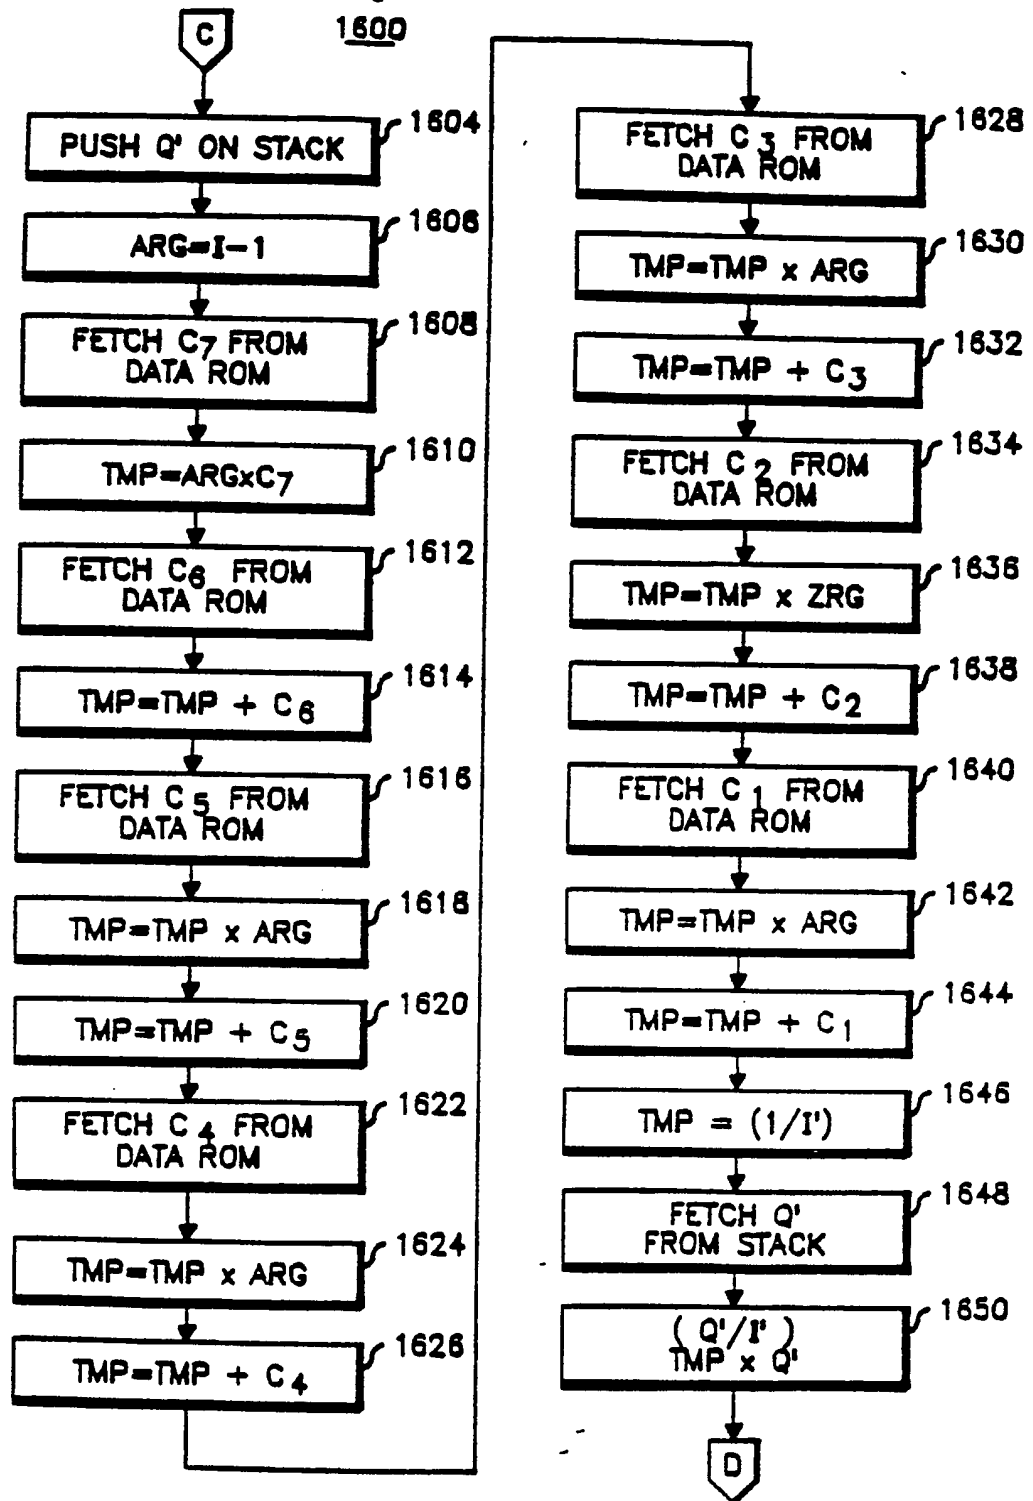 C
1600
PUSH Q' ON STACK
1604
ARG=I-1
1606
FETCH C7 FROM
DATA ROM
1608
TMP=ARGxC7
1610
FETCH C6 FROM
DATA ROM
1612
TMP=TMP + C6
1614
FETCH C5 FROM
DATA ROM
1616
TMP=TMP x ARG
1618
TMP=TMP + C5
1620
FETCH C4 FROM
DATA ROM
1622
TMP=TMP x ARG
1624
TMP=TMP + C4
1626
FETCH C3 FROM
DATA ROM
1628
TMP=TMP x ARG
1630
TMP=TMP + C3
1632
FETCH C2 FROM
DATA ROM
1634
TMP=TMP x ZRG
1636
TMP=TMP + C2
1638
FETCH C1 FROM
DATA ROM
1640
TMP=TMP x ARG
1642
TMP=TMP + C1
1644
TMP = (1/I')
1646
FETCH Q'
FROM STACK
1648
( Q'/I' )
TMP x Q'
1650
D